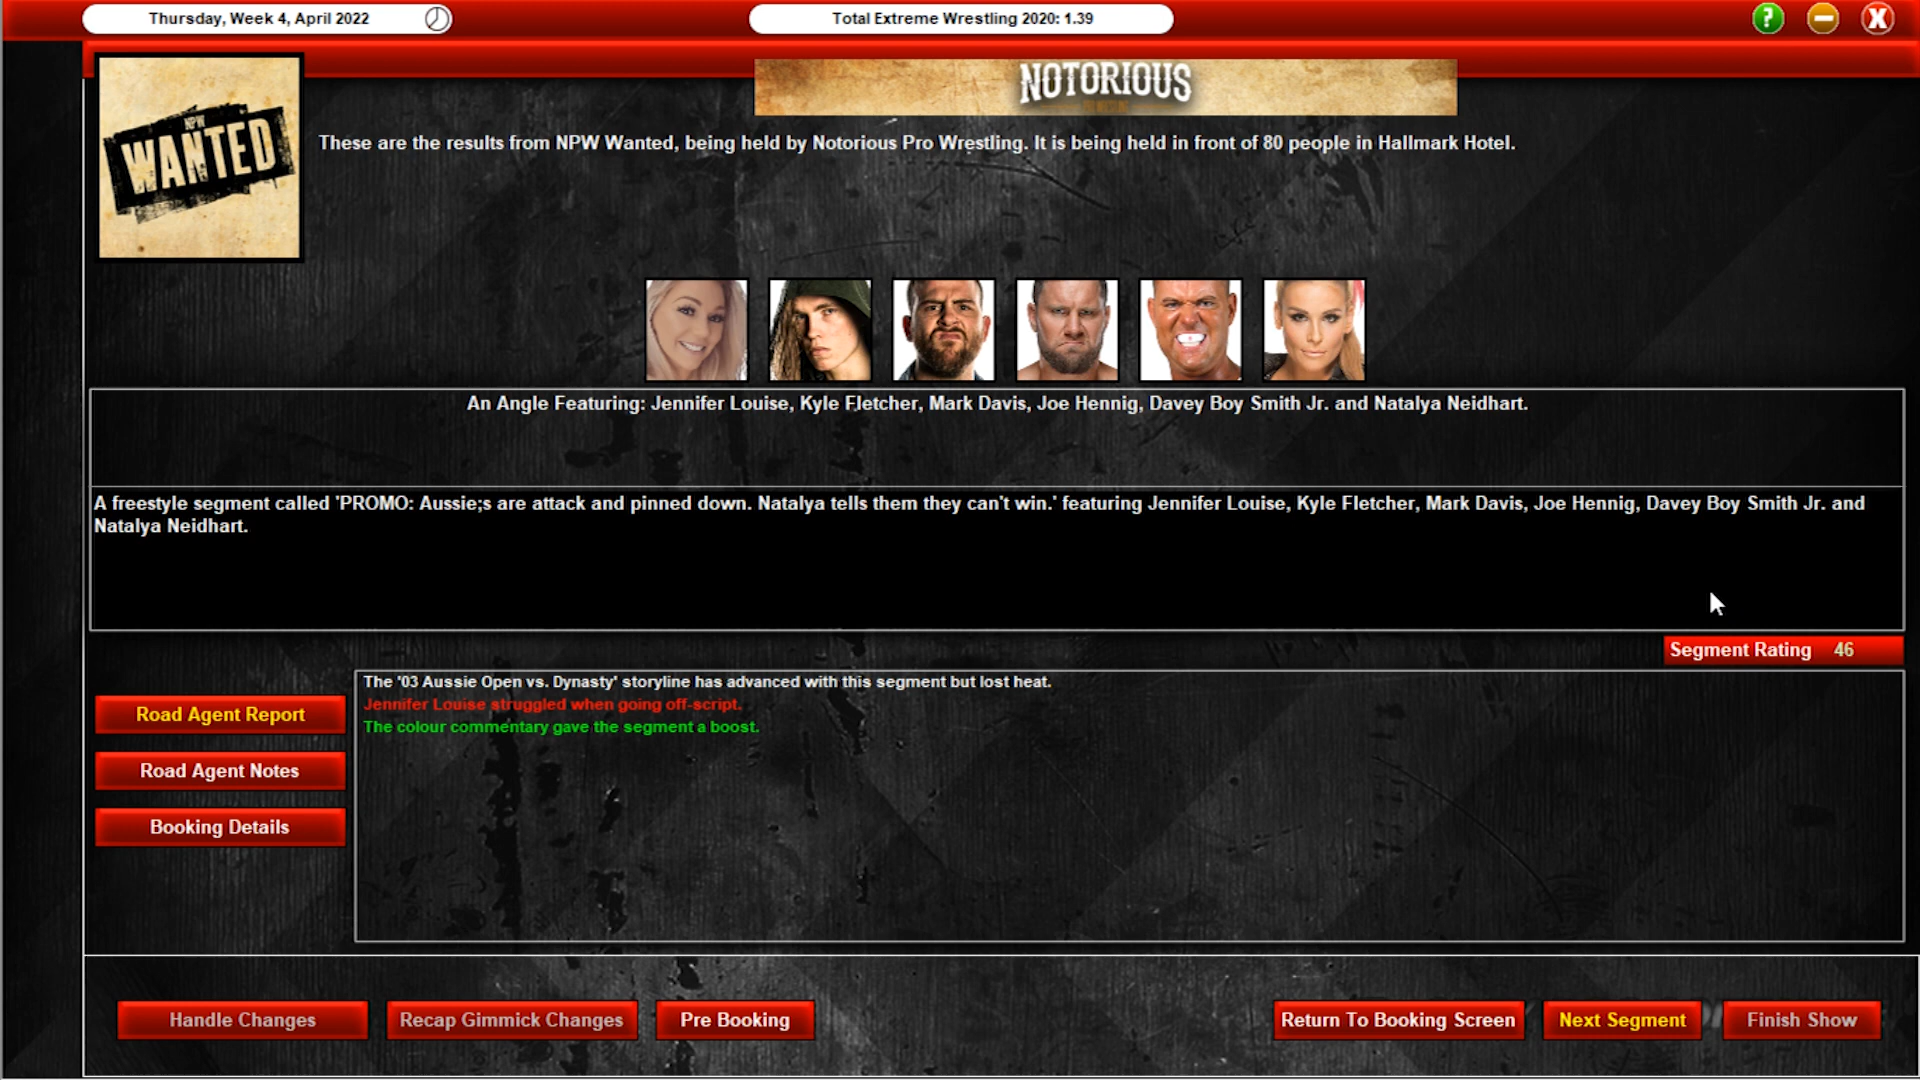 Thursday, Week 4, April 2022
Total Extreme Wrestling 2020: 1.39
NPW
WANTED
NOTORIOUS
These are the results from NPW Wanted, being held by Notorious Pro Wrestling. It is being held in front of 80 people in Hallmark Hotel.
An Angle Featuring: Jennifer Louise, Kyle Fletcher, Mark Davis, Joe Hennig, Davey Boy Smith Jr. and Natalya Neidhart.
A freestyle segment called 'PROMO: Aussie;s are attack and pinned down. Natalya tells them they can't win.' featuring Jennifer Louise, Kyle Fletcher, Mark Davis, Joe Hennig, Davey Boy Smith Jr. and
Natalya Neidhart.
Segment Rating 46
The '03 Aussie Open vs. Dynasty' storyline has advanced with this segment but lost heat.
Jennifer Louise struggled when going off-script.
The colour commentary gave the segment a boost.
Road Agent Report
Road Agent Notes
Booking Details
Handle Changes
Recap Gimmick Changes
Pre Booking
Return To Booking Screen
Next Segment
Finish Show